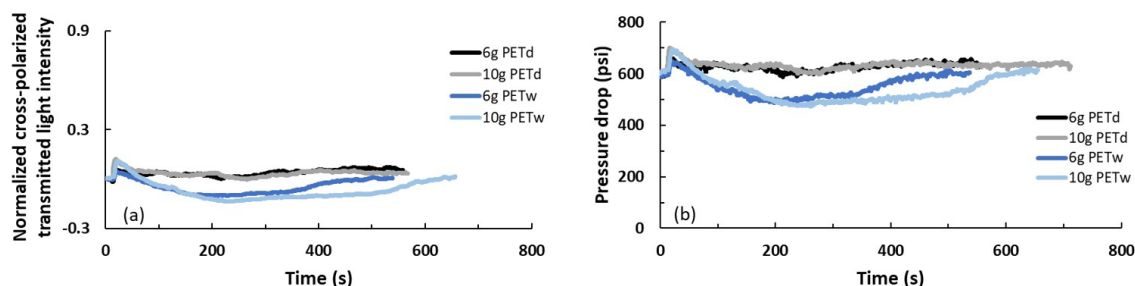 Normalized cross-polarized
transmitted light intensity
0.9
0.3
-0.3
0
200
400
600
800
Time (s)
(a)
6g PETd
10g PETd
6g PETw
10g PETw
Pressure drop (psi)
800
600
400
200
0
0
200
400
600
800
Time (s)
(b)
6g PETd
10g PETd
6g PETw
10g PETw